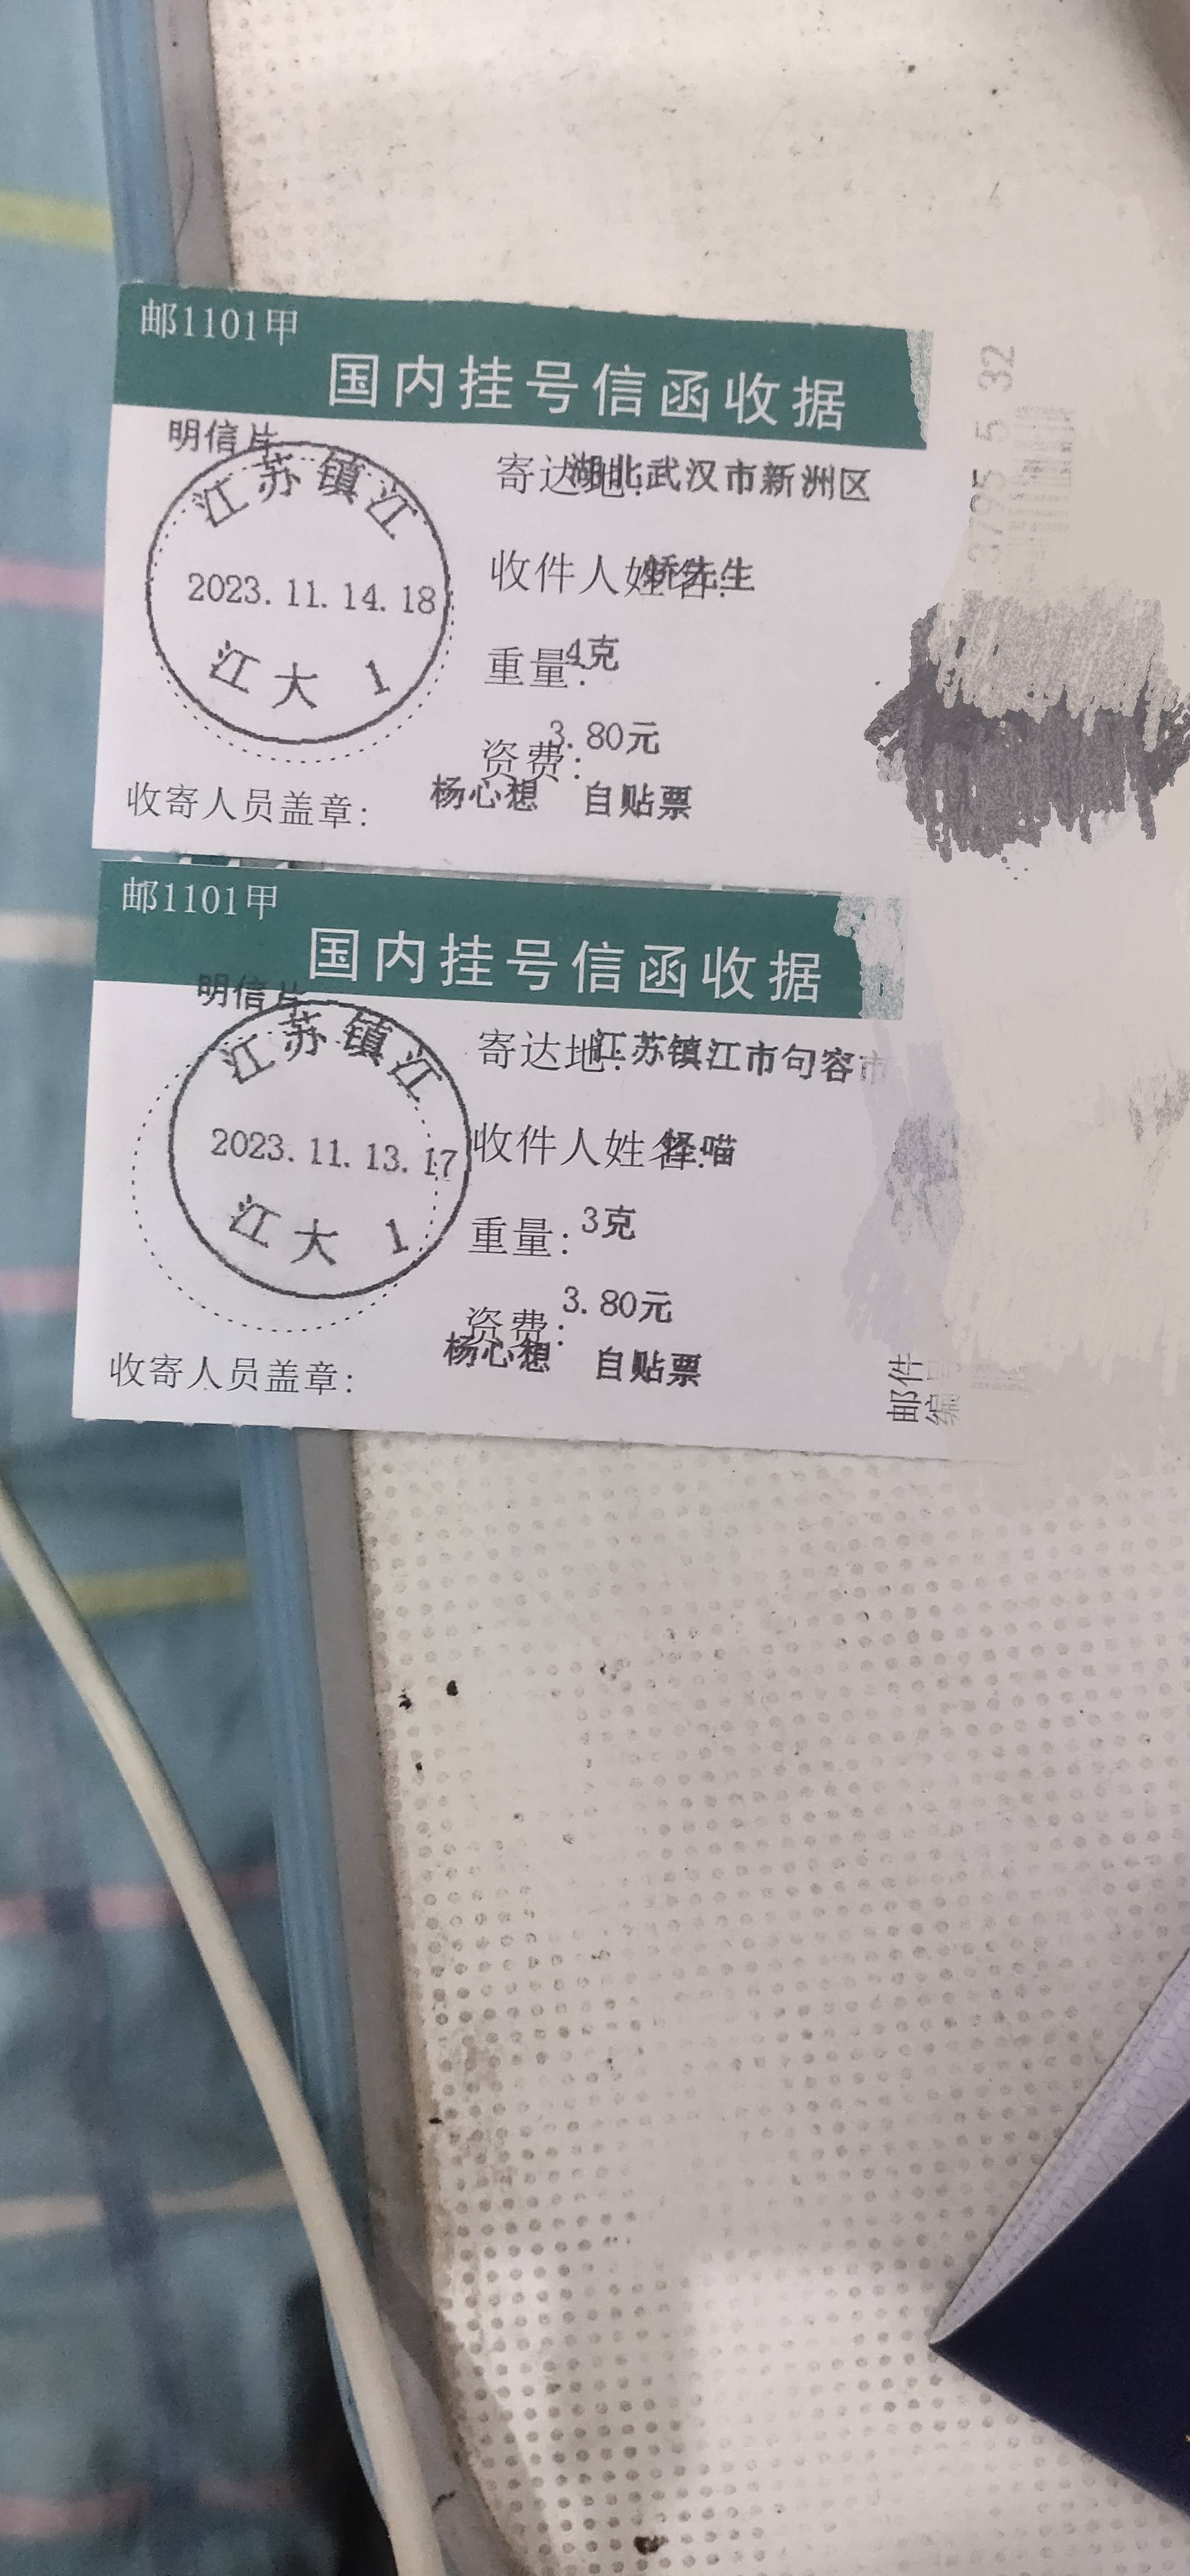 邮1101甲
国内挂号信函收据
明信片
江苏镇江
2023.11.14.18
江大 1
寄达地:湖北武汉市新洲区
收件人姓名:先生
重量:4克
资费:3.80元
收寄人员盖章:
杨心想 自贴票
3795 5 32
邮1101甲
国内挂号信函收据
明信片
江苏镇江
2023.11.13.17
江大 1
寄达地:江苏镇江市句容市
收件人姓名:怪喵
重量:3克
资费:3.80元
收寄人员盖章:
杨心想 自贴票
邮件
编